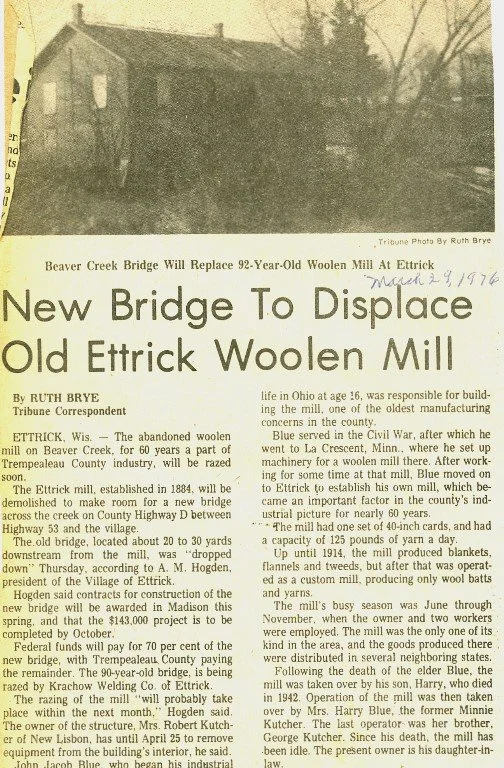 er
nd
ts
a
ll
y
Tribune Photo By Ruth Brye
Beaver Creek Bridge Will Replace 92-Year-Old Woolen Mill At Ettrick
March 29, 1976
New Bridge To Displace
Old Ettrick Woolen Mill
By RUTH BRYE
Tribune Correspondent
ETTRICK, Wis. — The abandoned woolen
mill on Beaver Creek, for 60 years a part of
Trempealeau County industry, will be razed
soon.
The Ettrick mill, established in 1884, will be
demolished to make room for a new bridge
across the creek on County Highway D between
Highway 53 and the village.
The old bridge, located about 20 to 30 yards
downstream from the mill, was "dropped
down" Thursday, according to A. M. Hogden,
president of the Village of Ettrick.
Hogden said contracts for construction of the
new bridge will be awarded in Madison this
spring, and that the $143,000 project is to be
completed by October.
Federal funds will pay for 70 per cent of the
new bridge, with Trempealeau County paying
the remainder. The 90-year-old bridge, is being
razed by Krachow Welding Co. of Ettrick.
The razing of the mill "will probably take
place within the next month," Hogden said.
The owner of the structure, Mrs. Robert Kutch-
er of New Lisbon, has until April 25 to remove
equipment from the building's interior, he said.
John Jacob Blue, who began his industrial
life in Ohio at age 16, was responsible for build-
ing the mill, one of the oldest manufacturing
concerns in the county.
Blue served in the Civil War, after which he
went to La Crescent, Minn., where he set up
machinery for a woolen mill there. After work-
ing for some time at that mill, Blue moved on
to Ettrick to establish his own mill, which be-
came an important factor in the county's ind-
ustrial picture for nearly 60 years.
The mill had one set of 40-inch cards, and had
a capacity of 125 pounds of yarn a day.
Up until 1914, the mill produced blankets,
flannels and tweeds, but after that was operat-
ed as a custom mill, producing only wool batts
and yarns.
The mill's busy season was June through
November, when the owner and two workers
were employed. The mill was the only one of its
kind in the area, and the goods produced there
were distributed in several neighboring states.
Following the death of the elder Blue, the
mill was taken over by his son, Harry, who died
in 1942. Operation of the mill was then taken
over by Mrs. Harry Blue, the former Minnie
Kutcher. The last operator was her brother,
George Kutcher. Since his death, the mill has
been idle. The present owner is his daughter-in-
law.